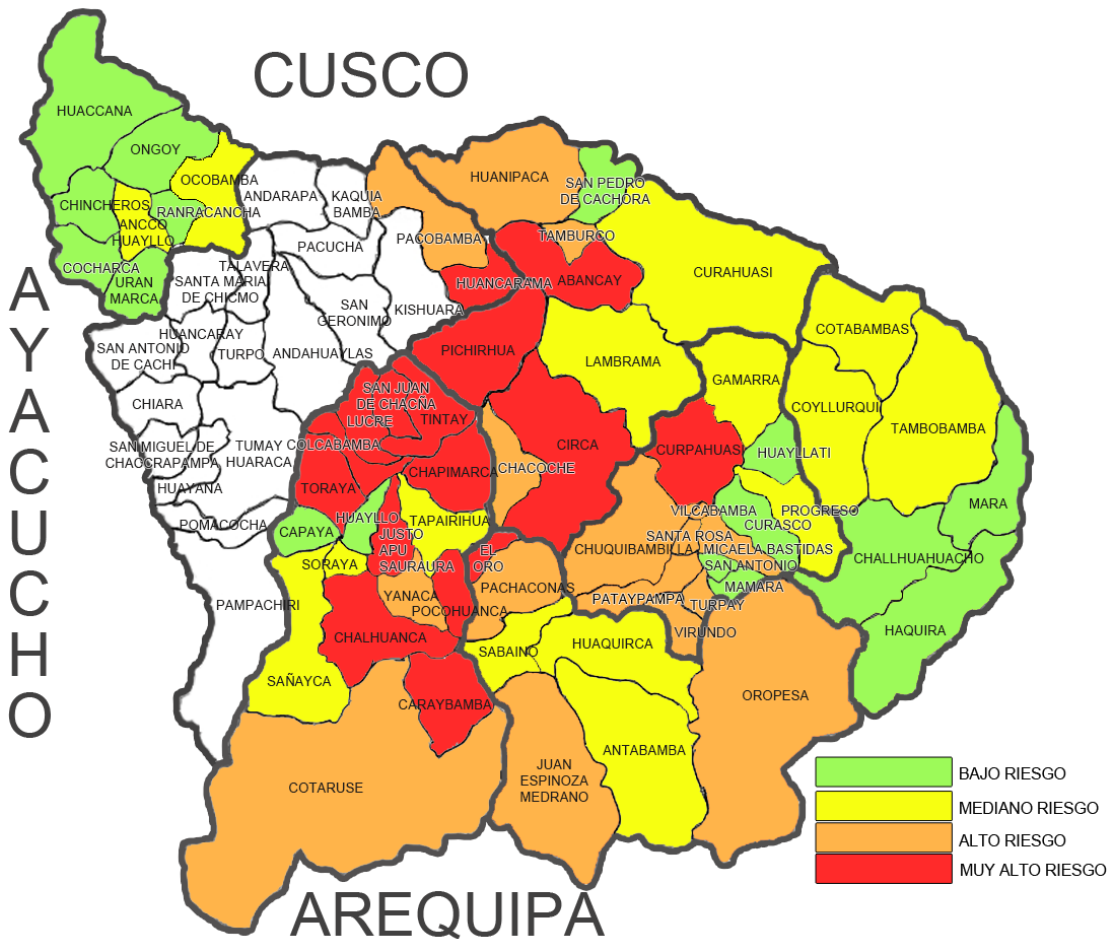 CUSCO
AYACUCHO
AREQUIPA
HUACCANA
ONGOY
OCOBAMBA
CHINCHEROS
RANRACANCHA
ANCCO
HUAYLLO
COCHARCA
URAN
MARCA
ANDARAPA
KAQUIA
BAMBA
PACUCHA
PACOBAMBA
HUANIPACA
SAN PEDRO
DE CACHORA
TAMBURCO
ABANCAY
HUANCARAMA
CURAHUASI
TALAVERA
SANTA MARIA
DE CHICMO
SAN
GERONIMO
KISHUARA
HUANCARAY
SAN ANTONIO
DE CACHI
TURPO
ANDAHUAYLAS
PICHIRHUA
LAMBRAMA
GAMARRA
COTABAMBAS
COYLLURQUI
TAMBOBAMBA
CHIARA
SAN JUAN
DE CHACÑA
LUCRE
TINTAY
SAN MIGUEL DE
CHACCRAPAMPA
TUMAY
HUARACA
COLCABAMBA
CIRCA
CURPAHUASI
HUAYLLATI
HUAYANA
TORAYA
CHAPIMARCA
CHACOCHE
MARA
POMACOCHA
CAPAYA
HUAYLLO
TAPAIRIHUA
JUSTO
APU
SAURAURA
VILCABAMBA
PROGRESO
CURASCO
SANTA ROSA
CHUQUIBAMBILLA
MICAELA BASTIDAS
SAN ANTONIO
MAMARA
CHALLHUAHUACHO
SORAYA
EL
ORO
YANACA
POCOHUANCA
PACHACONAS
PATAYPAMPA
TURPAY
VIRUNDO
HAQUIRA
PAMPACHIRI
CHALHUANCA
SABAINO
HUAQUIRCA
SAÑAYCA
CARAYBAMBA
OROPESA
ANTABAMBA
COTARUSE
JUAN
ESPINOZA
MEDRANO
BAJO RIESGO
MEDIANO RIESGO
ALTO RIESGO
MUY ALTO RIESGO